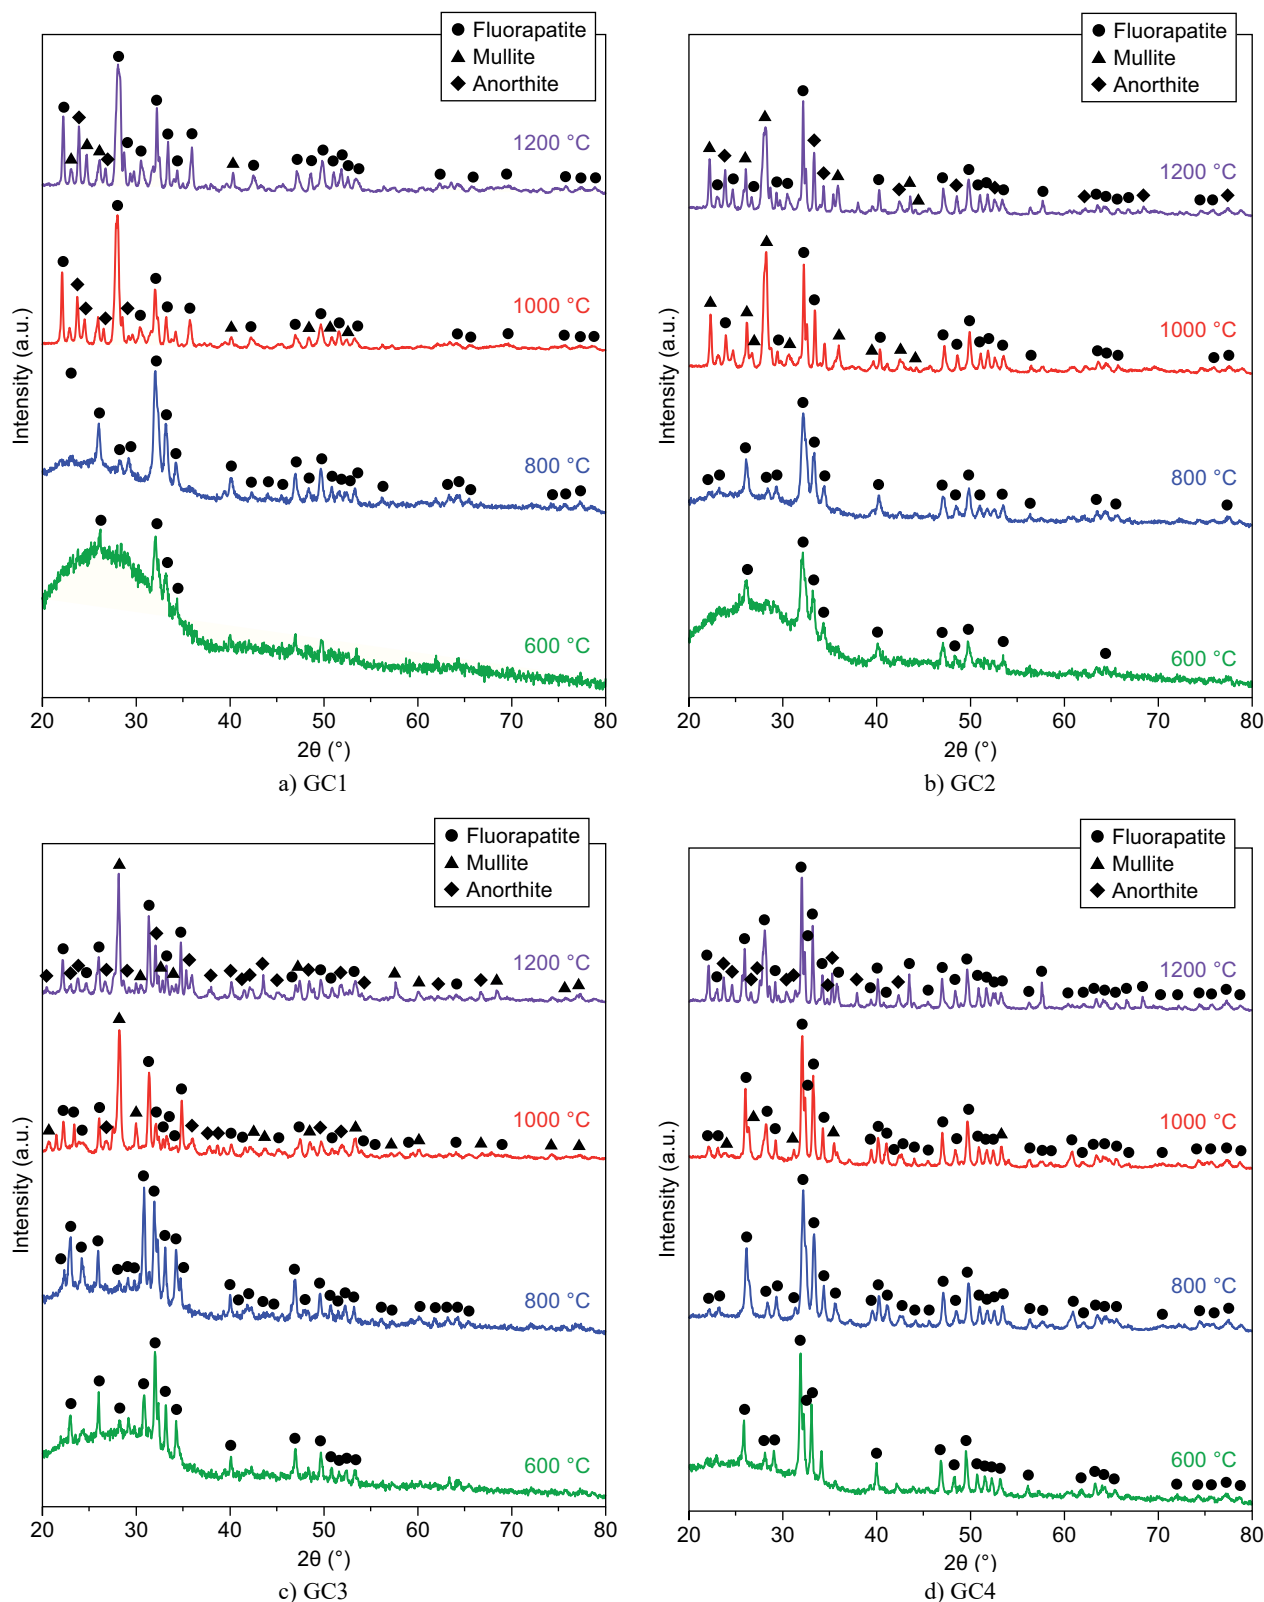 Fluorapatite
Mullite
Anorthite
1200 °C
1000 °C
800 °C
600 °C
Intensity (a.u.)
20 30 40 50 60 70 80
2θ (°)
a) GC1
Fluorapatite
Mullite
Anorthite
1200 °C
1000 °C
800 °C
600 °C
Intensity (a.u.)
20 30 40 50 60 70 80
2θ (°)
b) GC2
Fluorapatite
Mullite
Anorthite
1200 °C
1000 °C
800 °C
600 °C
Intensity (a.u.)
20 30 40 50 60 70 80
2θ (°)
c) GC3
Fluorapatite
Mullite
Anorthite
1200 °C
1000 °C
800 °C
600 °C
Intensity (a.u.)
20 30 40 50 60 70 80
2θ (°)
d) GC4